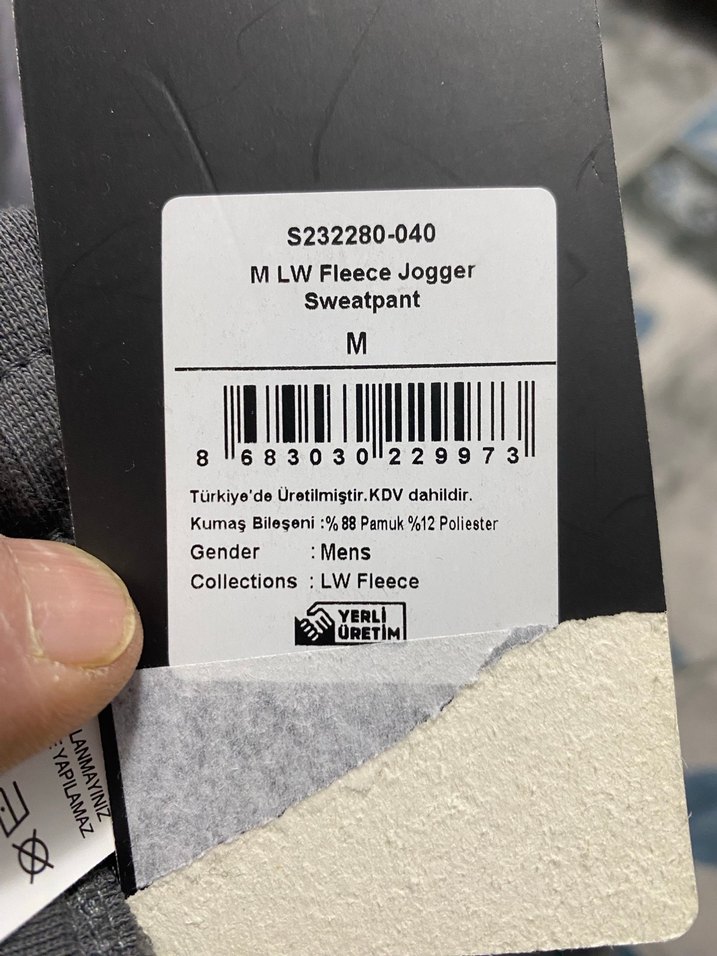 S232280-040
M LW Fleece Jogger
Sweatpant
M
8 683030 229973
Türkiye'de Üretilmiştir.KDV dahildir.
Kumaş Bileşeni :%88 Pamuk %12 Poliester
Gender : Mens
Collections : LW Fleece
YERLİ
ÜRETİM
LANMAYINIZ
YAPILAMAZ